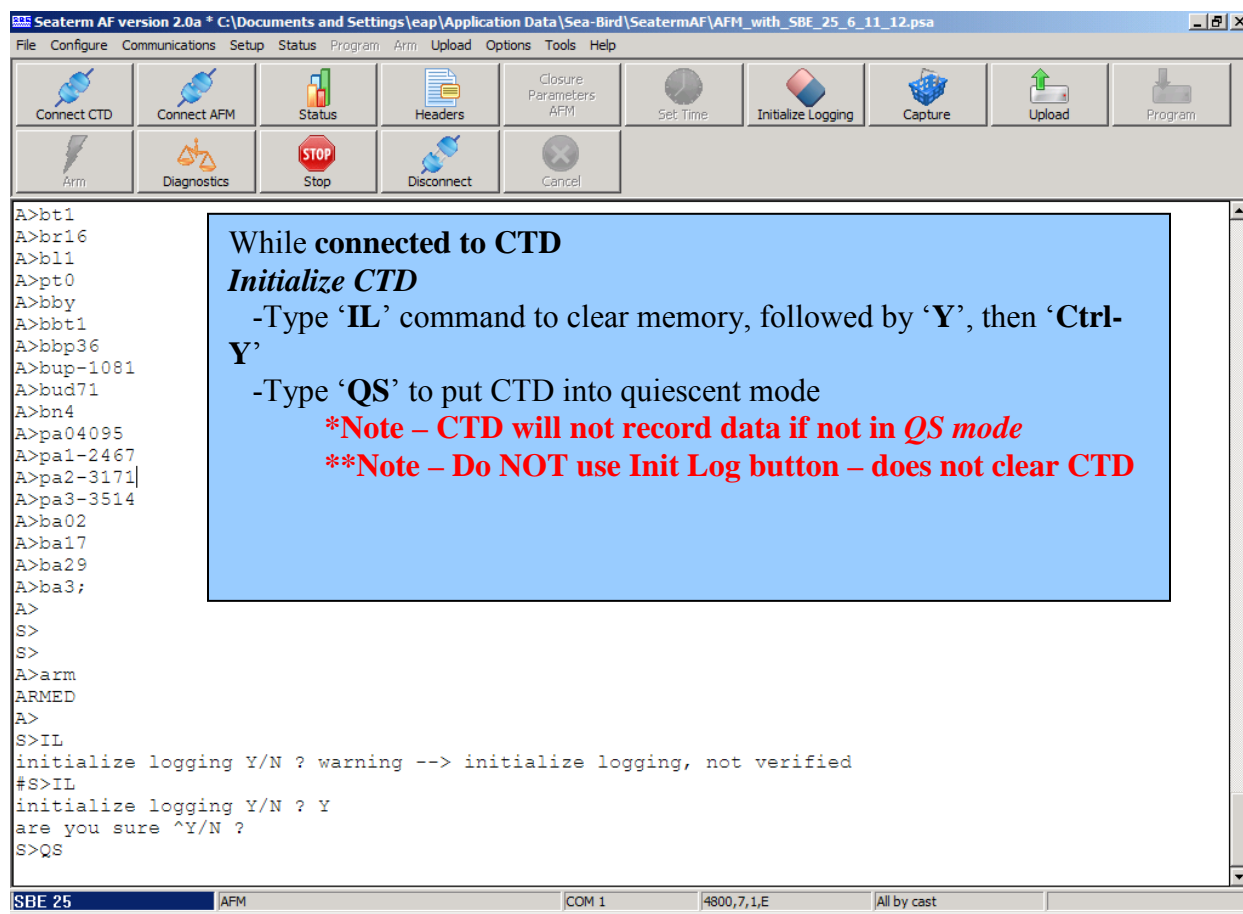 Seaterm AF version 2.0a * C:\Documents and Settings\eap\Application Data\Sea-Bird\SeatermAF\AFM_with_SBE_25_6_11_12.psa
File Configure Communications Setup Status Program Arm Upload Options Tools Help
Connect CTD
Connect AFM
Status
Headers
Closure
Parameters
AFM
Set Time
Initialize Logging
Capture
Upload
Program
Arm
Diagnostics
STOP
Stop
Disconnect
Cancel
A>bt1
A>br16
A>bl1
A>pt0
A>bby
A>bbt1
A>bbp36
A>bup-1081
A>bud71
A>bn4
A>pa04095
A>pa1-2467
A>pa2-3171
A>pa3-3514
A>ba02
A>ba17
A>ba29
A>ba3;
A>
S>
S>
A>arm
ARMED
A>
S>IL
initialize logging Y/N ? warning --> initialize logging, not verified
#S>IL
initialize logging Y/N ? Y
are you sure ^Y/N ?
S>QS
While connected to CTD
Initialize CTD
-Type ‘IL’ command to clear memory, followed by ‘Y’, then ‘Ctrl-
Y’
-Type ‘QS’ to put CTD into quiescent mode
*Note – CTD will not record data if not in QS mode
**Note – Do NOT use Init Log button – does not clear CTD
SBE 25
AFM
COM 1
4800,7,1,E
All by cast